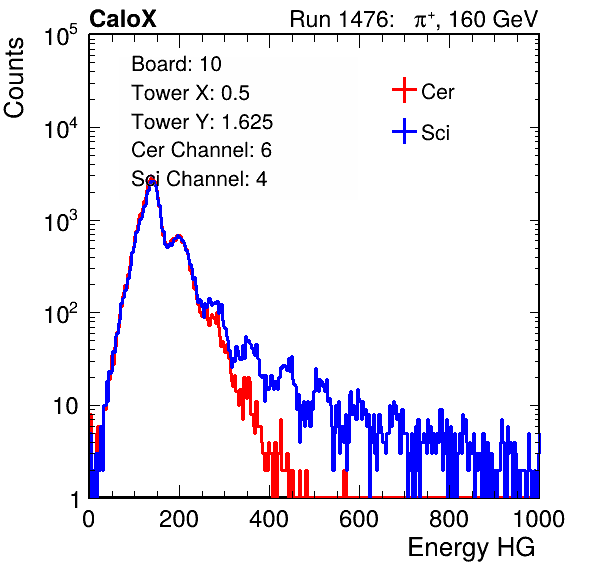 CaloX Run 1476: π⁺, 160 GeV
Counts
Board: 10
Tower X: 0.5
Tower Y: 1.625
Cer Channel: 6
Sci Channel: 4
Cer
Sci
10⁵
10⁴
10³
10²
10
1
0 200 400 600 800 1000
Energy HG